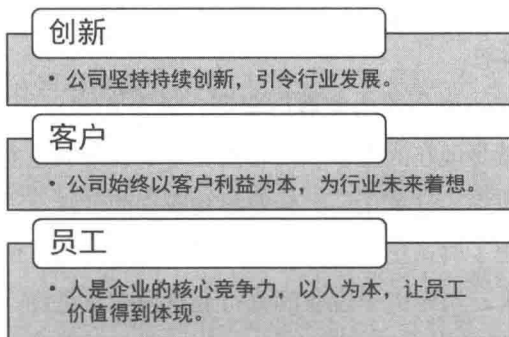 创新
• 公司坚持持续创新，引令行业发展。
客户
• 公司始终以客户利益为本，为行业未来着想。
员工
• 人是企业的核心竞争力，以人为本，让员工
价值得到体现。